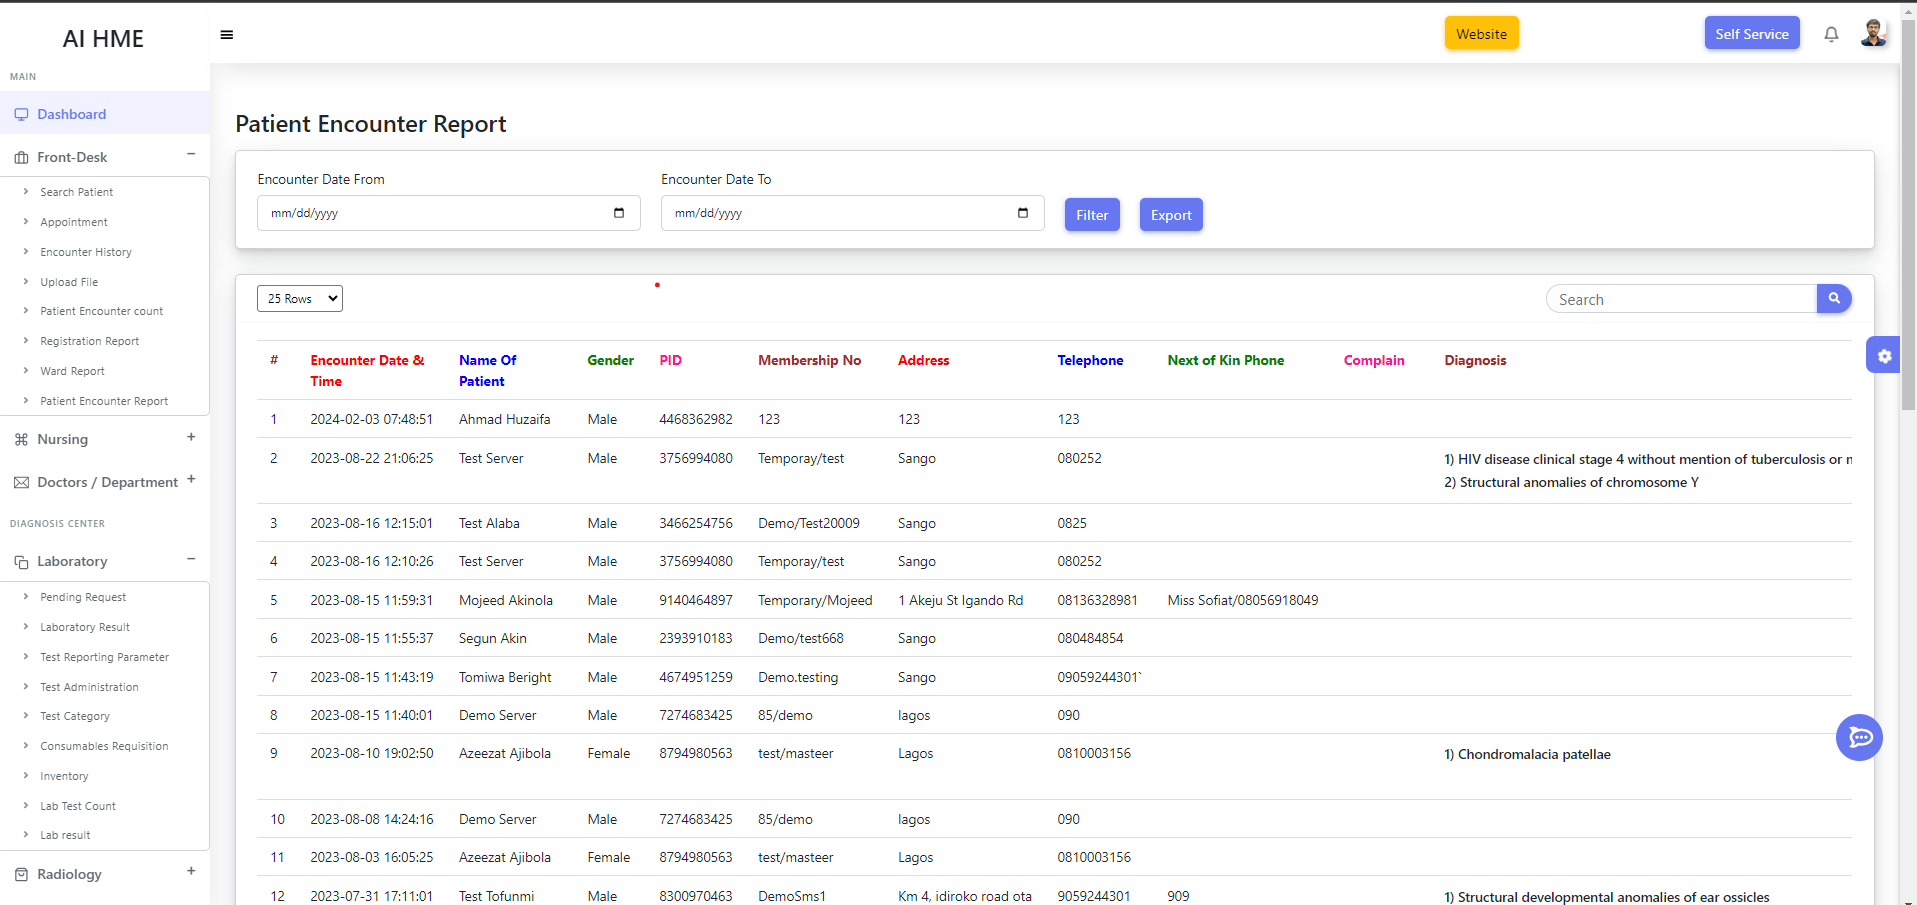 AI HME
Website
Self Service
MAIN
Dashboard
Front-Desk
Search Patient
Appointment
Encounter History
Upload File
Patient Encounter count
Registration Report
Ward Report
Patient Encounter Report
Nursing
Doctors / Department
DIAGNOSIS CENTER
Laboratory
Pending Request
Laboratory Result
Test Reporting Parameter
Test Administration
Test Category
Consumables Requisition
Inventory
Lab Test Count
Lab result
Radiology
Patient Encounter Report
Encounter Date From
Encounter Date To
mm/dd/yyyy
mm/dd/yyyy
Filter
Export
25 Rows
Search
# Encounter Date & Time Name Of Patient Gender PID Membership No Address Telephone Next of Kin Phone Complain Diagnosis
1 2024-02-03 07:48:51 Ahmad Huzaifa Male 4468362982 123 123 123
2 2023-08-22 21:06:25 Test Server Male 3756994080 Temporay/test Sango 080252 1) HIV disease clinical stage 4 without mention of tuberculosis or
2) Structural anomalies of chromosome Y
3 2023-08-16 12:15:01 Test Alaba Male 3466254756 Demo/Test20009 Sango 0825
4 2023-08-16 12:10:26 Test Server Male 3756994080 Temporay/test Sango 080252
5 2023-08-15 11:59:31 Mojeed Akinola Male 9140464897 Temporary/Mojeed 1 Akeju St Igando Rd 08136328981 Miss Sofiat/08056918049
6 2023-08-15 11:55:37 Segun Akin Male 2393910183 Demo/test668 Sango 080484854
7 2023-08-15 11:43:19 Tomiwa Beright Male 4674951259 Demo.testing Sango 09059244301`
8 2023-08-15 11:40:01 Demo Server Male 7274683425 85/demo lagos 090
9 2023-08-10 19:02:50 Azeezat Ajibola Female 8794980563 test/masteer Lagos 0810003156 1) Chondromalacia patellae
10 2023-08-08 14:24:16 Demo Server Male 7274683425 85/demo lagos 090
11 2023-08-03 16:05:25 Azeezat Ajibola Female 8794980563 test/masteer Lagos 0810003156
12 2023-07-31 17:11:01 Test Tofunmi Male 8300970463 DemoSms1 Km 4, idiroko road ota 9059244301 909 1) Structural developmental anomalies of ear ossicles